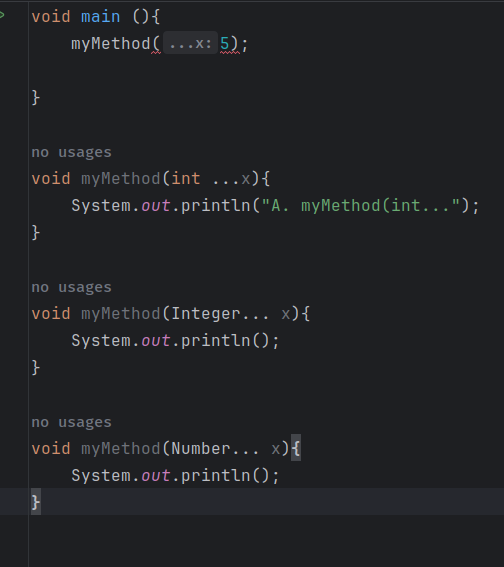 void main (){
myMethod(...x: 5);
}
no usages
void myMethod(int ...x){
System.out.println("A. myMethod(int...");
}
no usages
void myMethod(Integer... x){
System.out.println();
}
no usages
void myMethod(Number... x){
System.out.println();
}